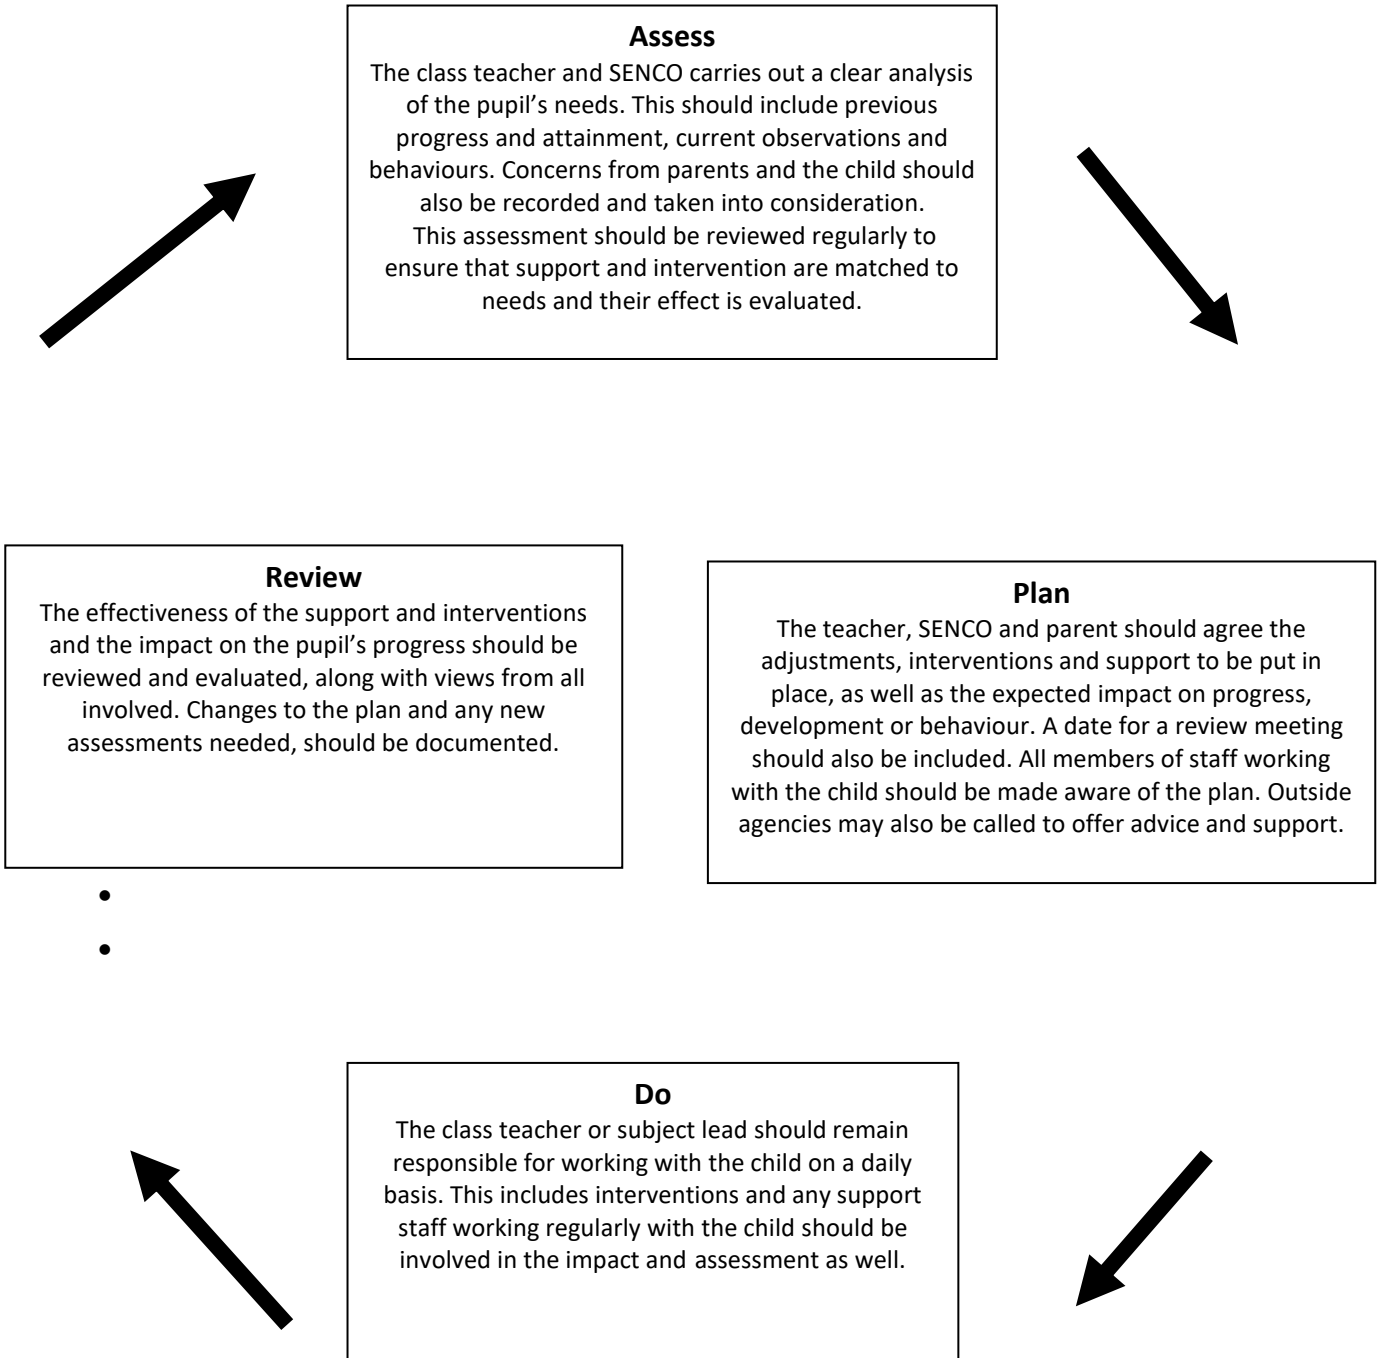 Assess
The class teacher and SENCO carries out a clear analysis
of the pupil’s needs. This should include previous
progress and attainment, current observations and
behaviours. Concerns from parents and the child should
also be recorded and taken into consideration.
This assessment should be reviewed regularly to
ensure that support and intervention are matched to
needs and their effect is evaluated.
Review
The effectiveness of the support and interventions
and the impact on the pupil’s progress should be
reviewed and evaluated, along with views from all
involved. Changes to the plan and any new
assessments needed, should be documented.
Plan
The teacher, SENCO and parent should agree the
adjustments, interventions and support to be put in
place, as well as the expected impact on progress,
development or behaviour. A date for a review meeting
should also be included. All members of staff working
with the child should be made aware of the plan. Outside
agencies may also be called to offer advice and support.
Do
The class teacher or subject lead should remain
responsible for working with the child on a daily
basis. This includes interventions and any support
staff working regularly with the child should be
involved in the impact and assessment as well.